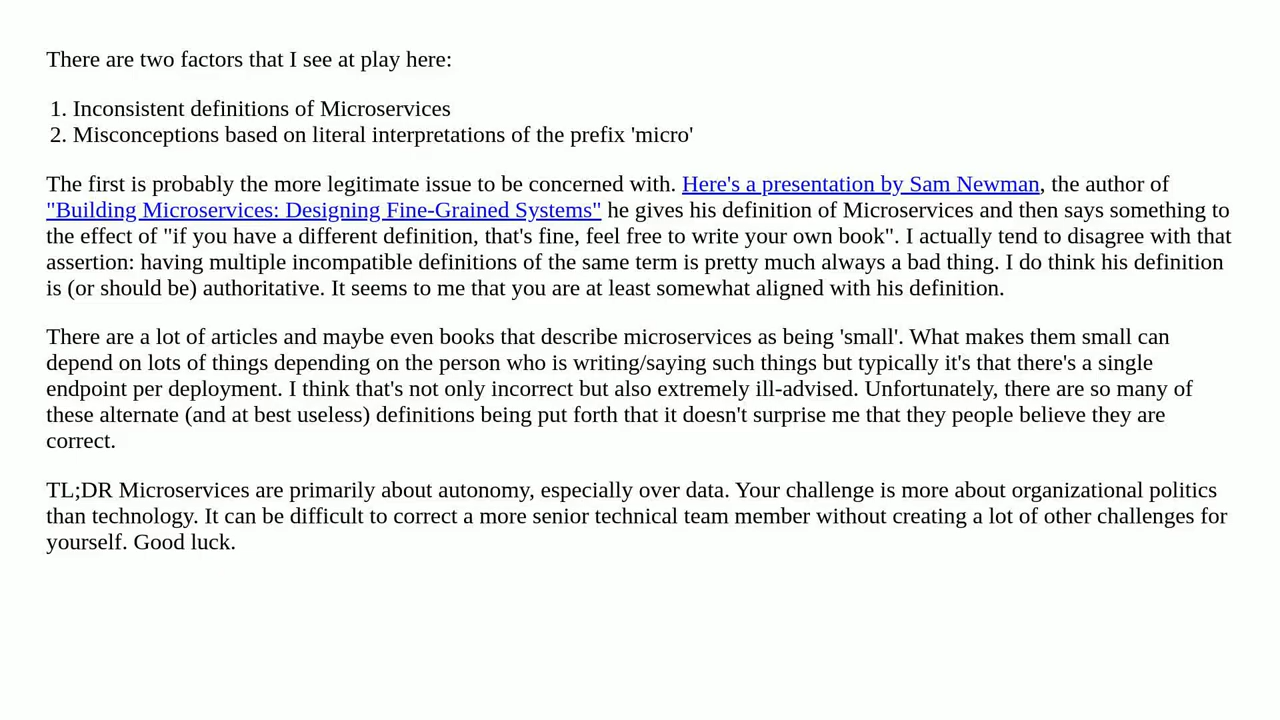 There are two factors that I see at play here:
1. Inconsistent definitions of Microservices
2. Misconceptions based on literal interpretations of the prefix 'micro'
The first is probably the more legitimate issue to be concerned with. Here's a presentation by Sam Newman, the author of
"Building Microservices: Designing Fine-Grained Systems" he gives his definition of Microservices and then says something to
the effect of "if you have a different definition, that's fine, feel free to write your own book". I actually tend to disagree with that
assertion: having multiple incompatible definitions of the same term is pretty much always a bad thing. I do think his definition
is (or should be) authoritative. It seems to me that you are at least somewhat aligned with his definition.
There are a lot of articles and maybe even books that describe microservices as being 'small'. What makes them small can
depend on lots of things depending on the person who is writing/saying such things but typically it's that there's a single
endpoint per deployment. I think that's not only incorrect but also extremely ill-advised. Unfortunately, there are so many of
these alternate (and at best useless) definitions being put forth that it doesn't surprise me that they people believe they are
correct.
TL;DR Microservices are primarily about autonomy, especially over data. Your challenge is more about organizational politics
than technology. It can be difficult to correct a more senior technical team member without creating a lot of other challenges for
yourself. Good luck.